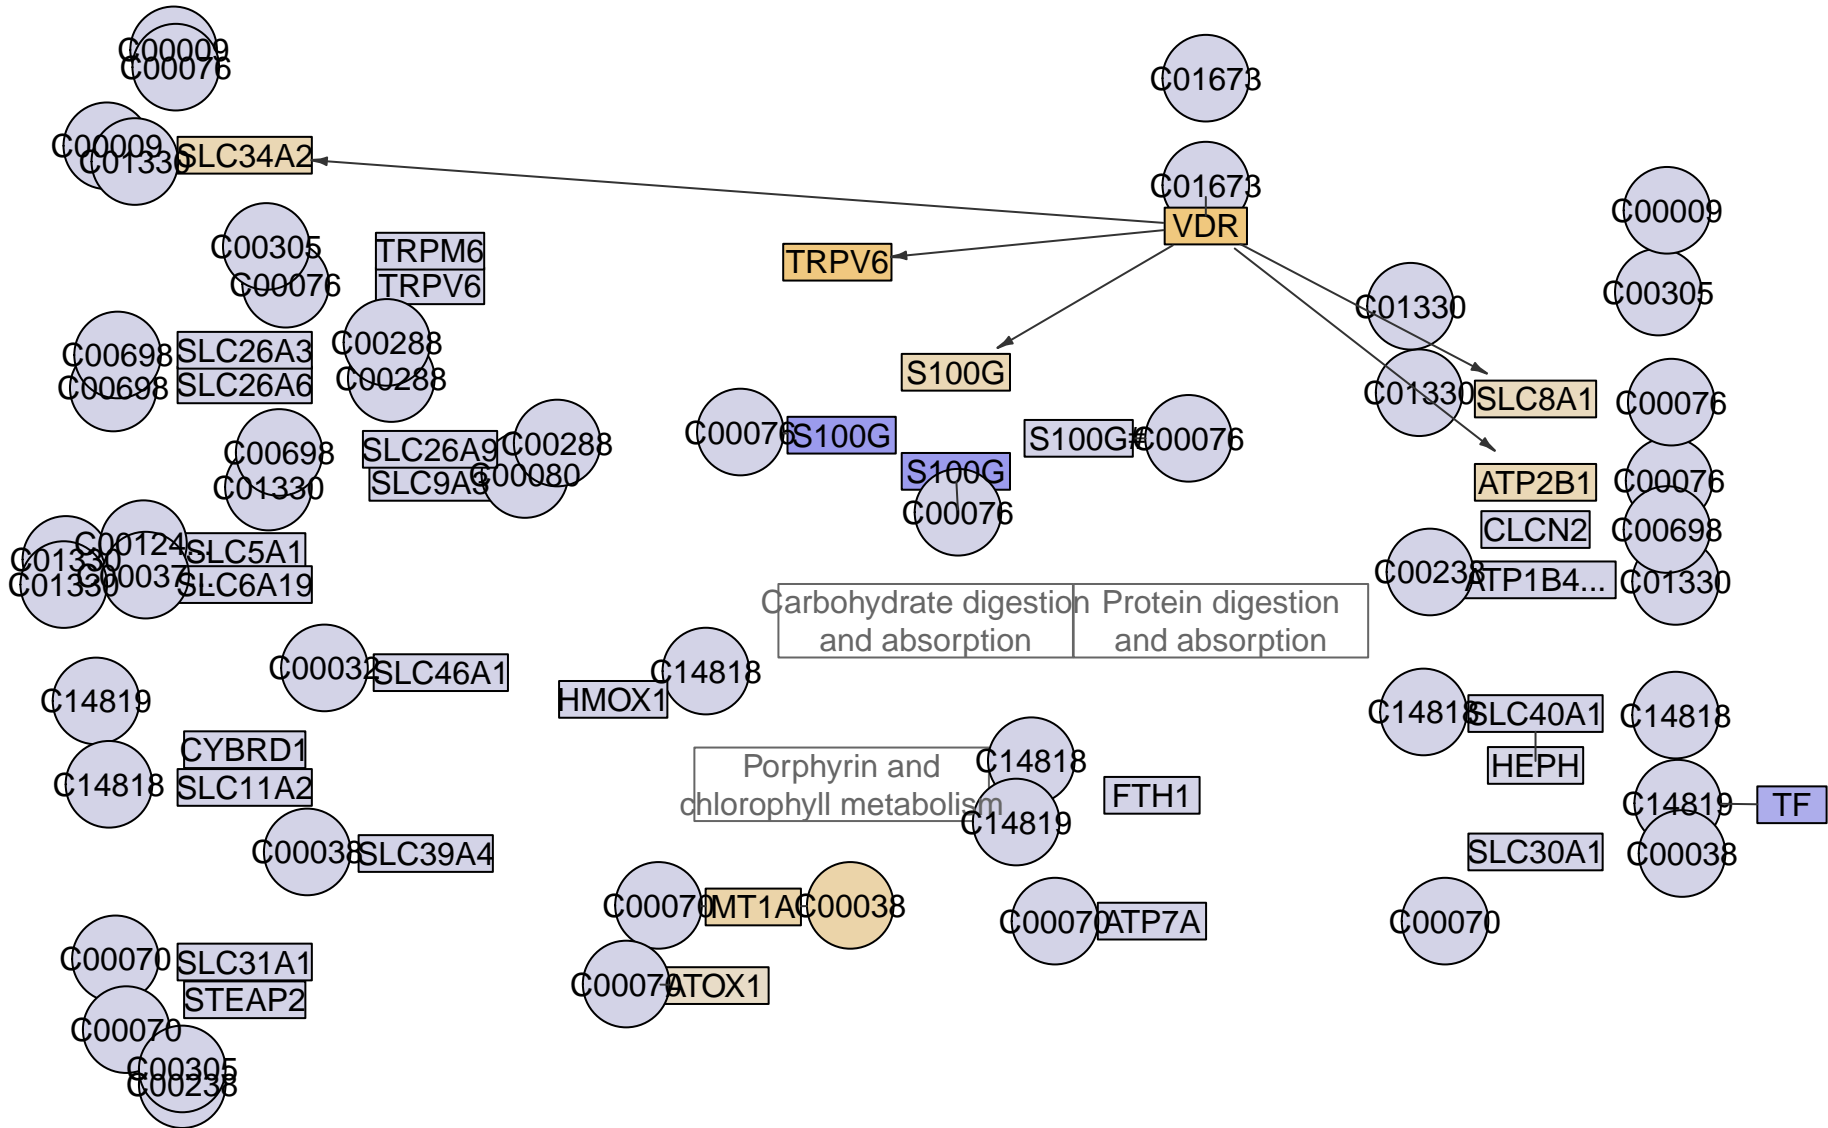 C00009
C00076
C01673
C00009
C01330
SLC34A2
C01673
VDR
C00009
C00305
C00076
TRPM6
TRPV6
TRPV6
C01330
C00305
C00698
C00698
SLC26A3
SLC26A6
C00288
C00288
S100G
C01330
SLC8A1
C00076
C00698
C01330
SLC26A9
SLC9A3
C00288
C00080
C00076
S100G
S100G
C00076
S100G#
C00076
ATP2B1
C00076
CLCN2
C00698
C01330
C01330
C00124...
C00037...
SLC5A1
SLC6A19
C00238
ATP1B4...
C01330
Carbohydrate digestion
and absorption
Protein digestion
and absorption
C00032
SLC46A1
HMOX1
C14818
C14819
C14818
SLC40A1
C14818
CYBRD1
SLC11A2
C14818
Porphyrin and
chlorophyll metabolism
C14818
C14819
FTH1
HEPH
C14819
TF
C00038
SLC39A4
SLC30A1
C00038
C00070
MT1A
C00038
C00070
ATP7A
C00070
C00070
SLC31A1
STEAP2
C00070
ATOX1
C00070
C00305
C00238